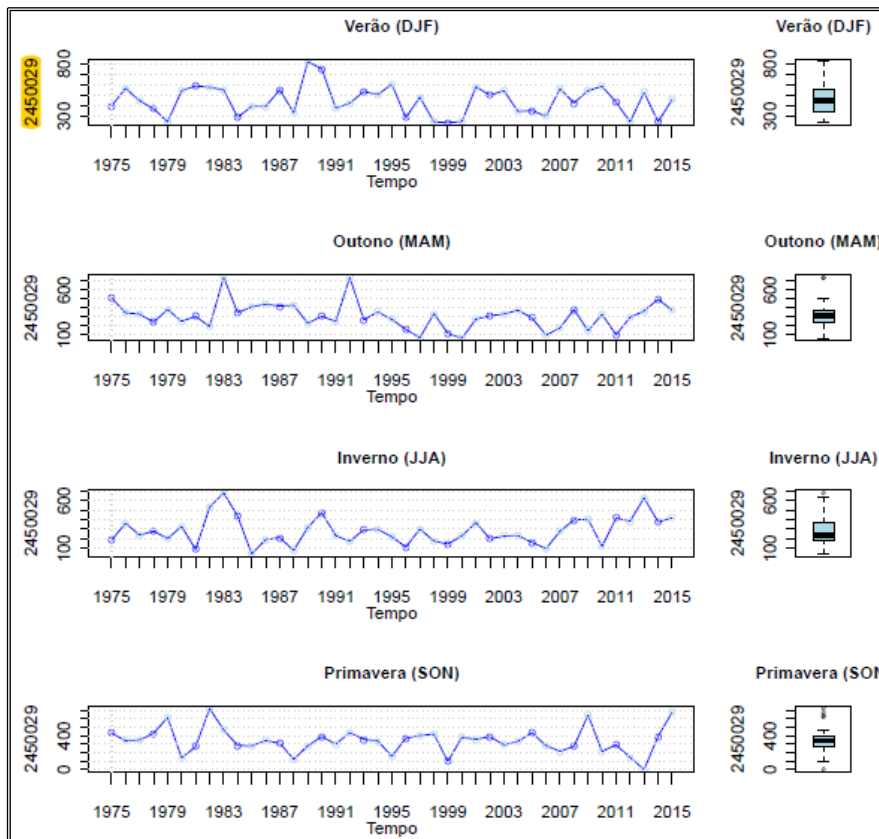 Verão (DJF)
Verão (DJF)
2450029
300 800
1975 1979 1983 1987 1991 1995 1999 2003 2007 2011 2015
Tempo
2450029
300 800
Outono (MAM)
Outono (MAM)
2450029
100 600
1975 1979 1983 1987 1991 1995 1999 2003 2007 2011 2015
Tempo
2450029
100 600
Inverno (JJA)
Inverno (JJA)
2450029
100 600
1975 1979 1983 1987 1991 1995 1999 2003 2007 2011 2015
Tempo
2450029
100 600
Primavera (SON)
Primavera (SON
2450029
0 400
1975 1979 1983 1987 1991 1995 1999 2003 2007 2011 2015
Tempo
2450029
0 400